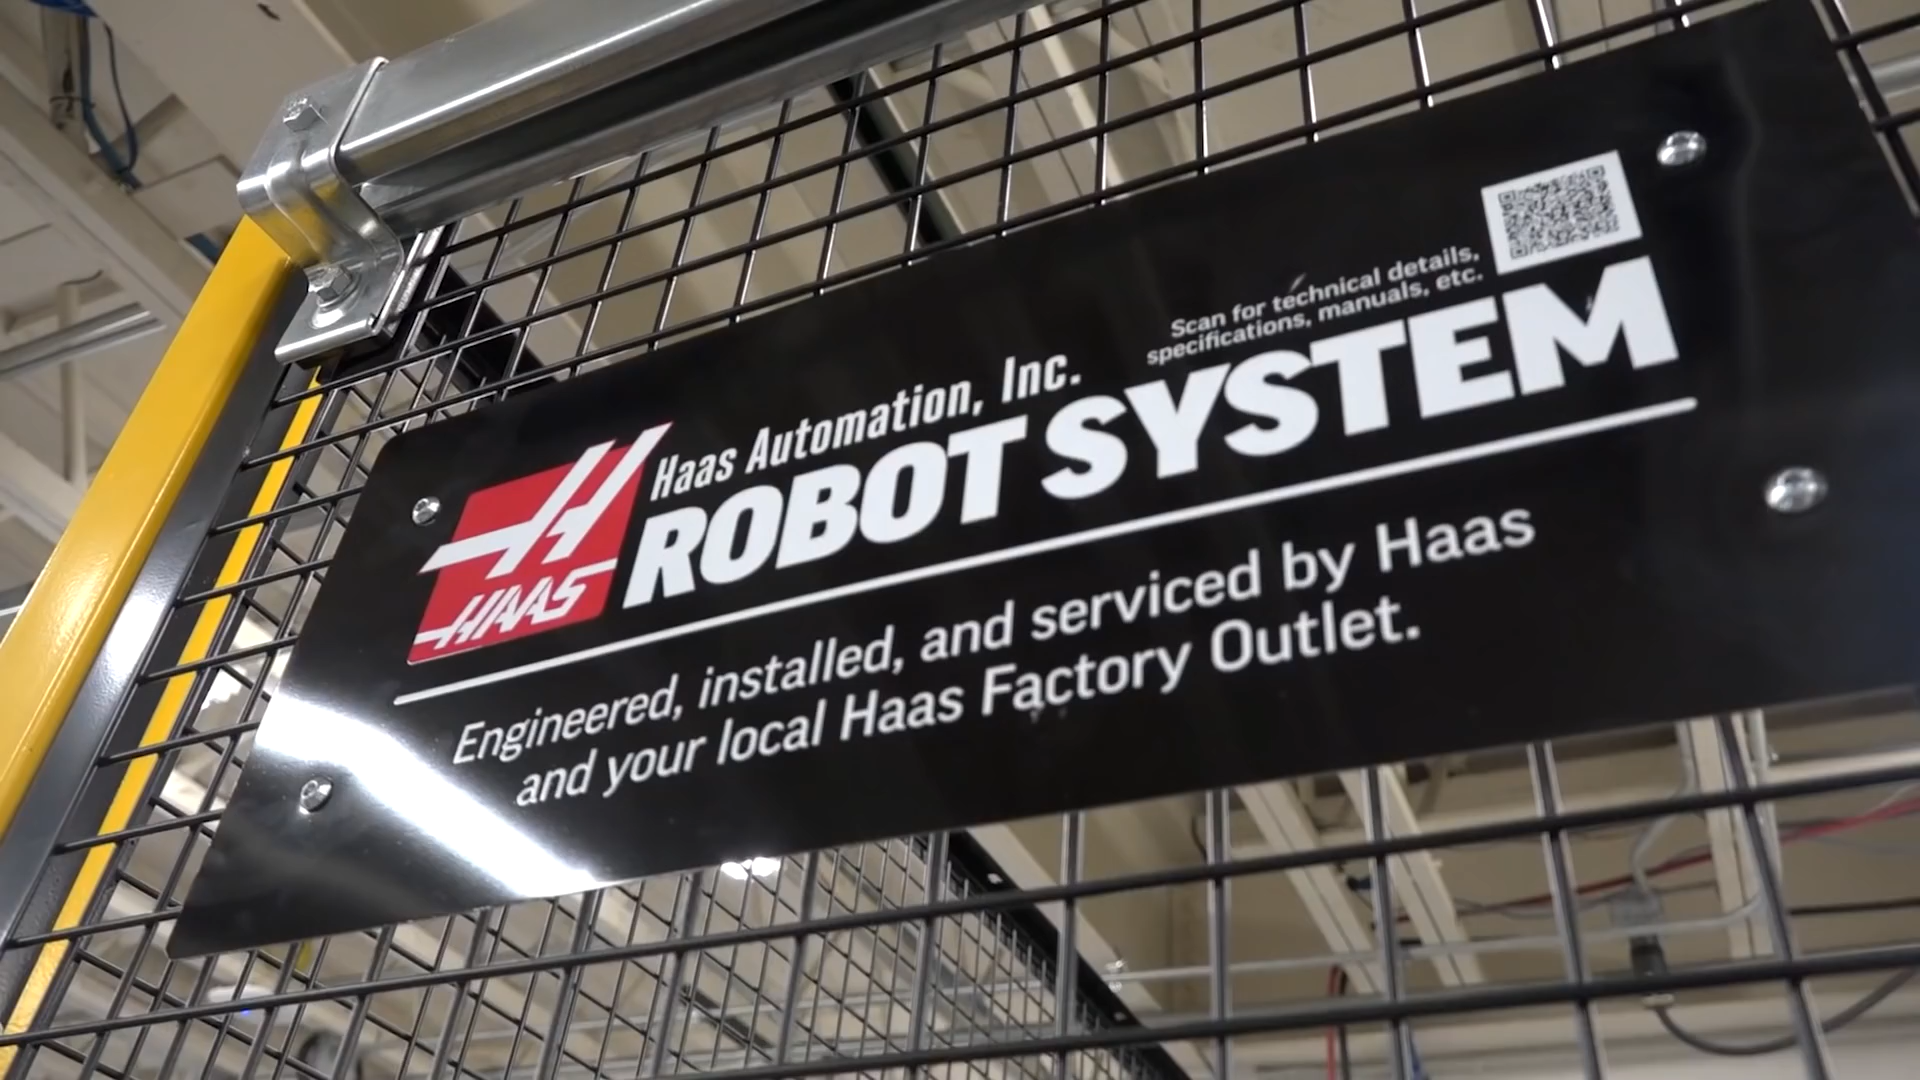 Scan for technical details,
specifications, manuals, etc.
Haas Automation, Inc.
ROBOT SYSTEM
HAAS
Engineered, installed, and serviced by Haas
and your local Haas Factory Outlet.